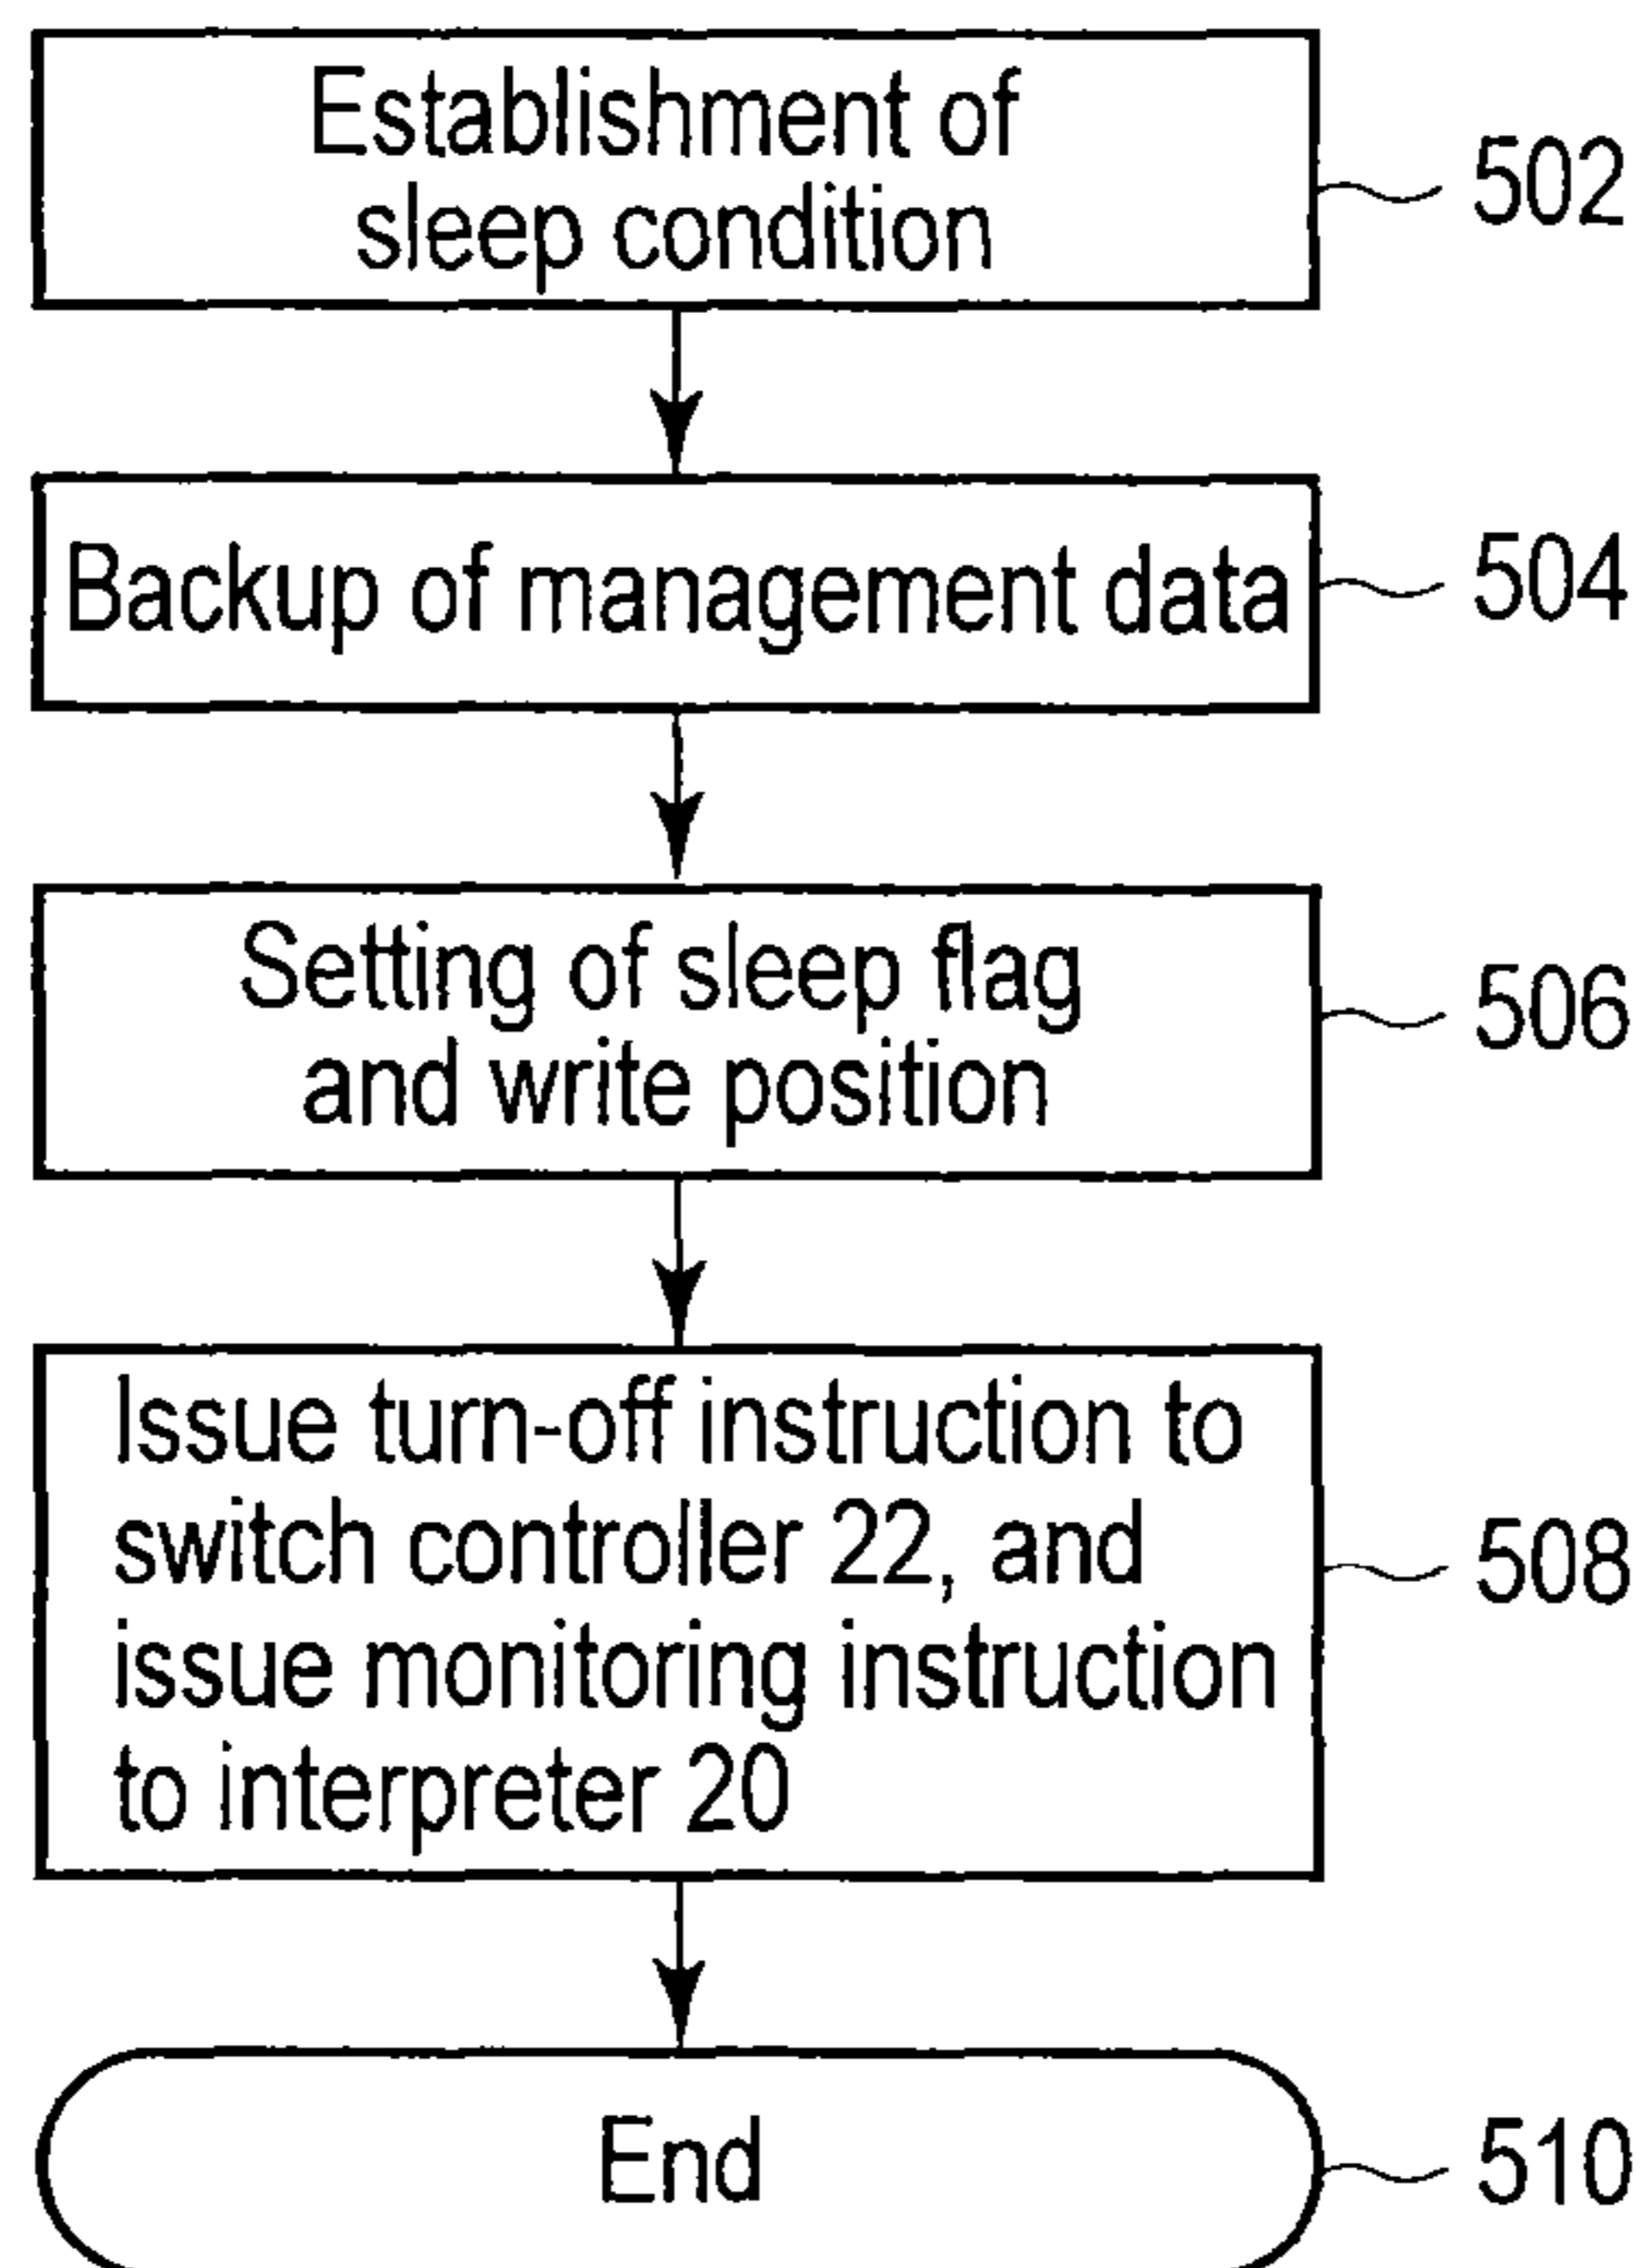 Establishment of
sleep condition
502
Backup of management data
504
Setting of sleep flag
and write position
506
Issue turn-off instruction to
switch controller 22, and
issue monitoring instruction
to interpreter 20
508
End
510